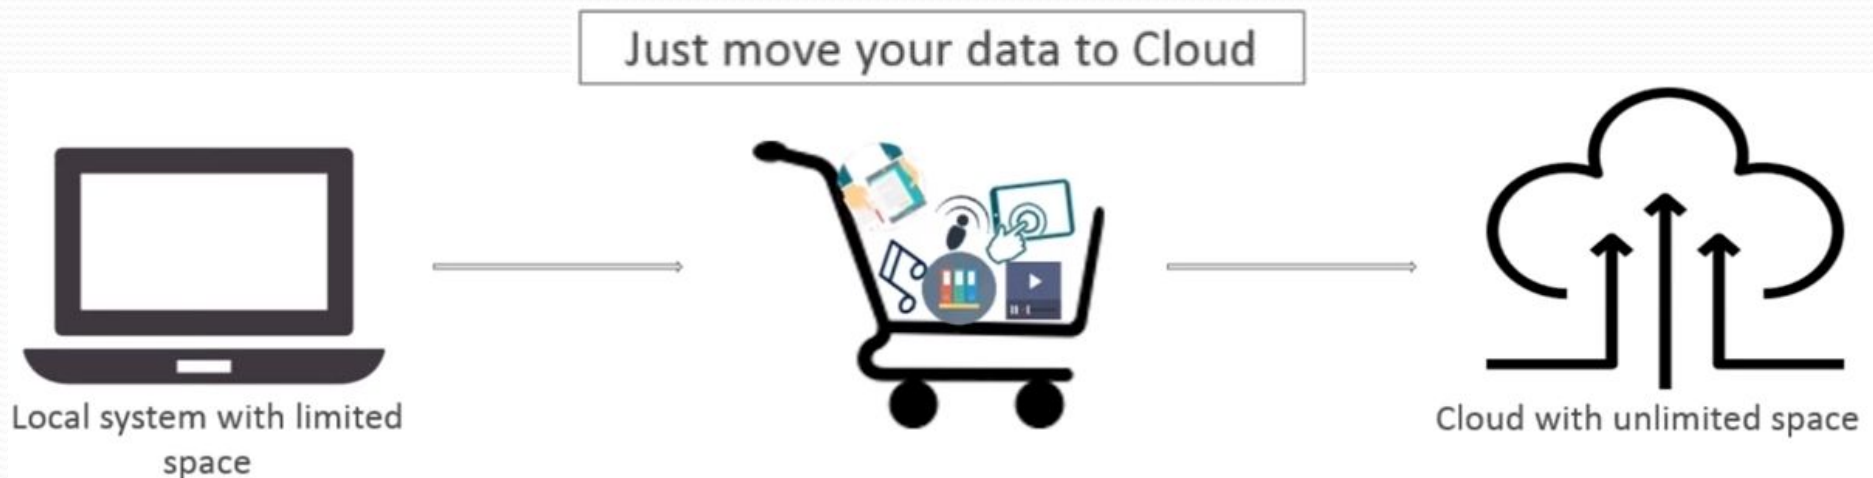 Just move your data to Cloud
Local system with limited
space
Cloud with unlimited space